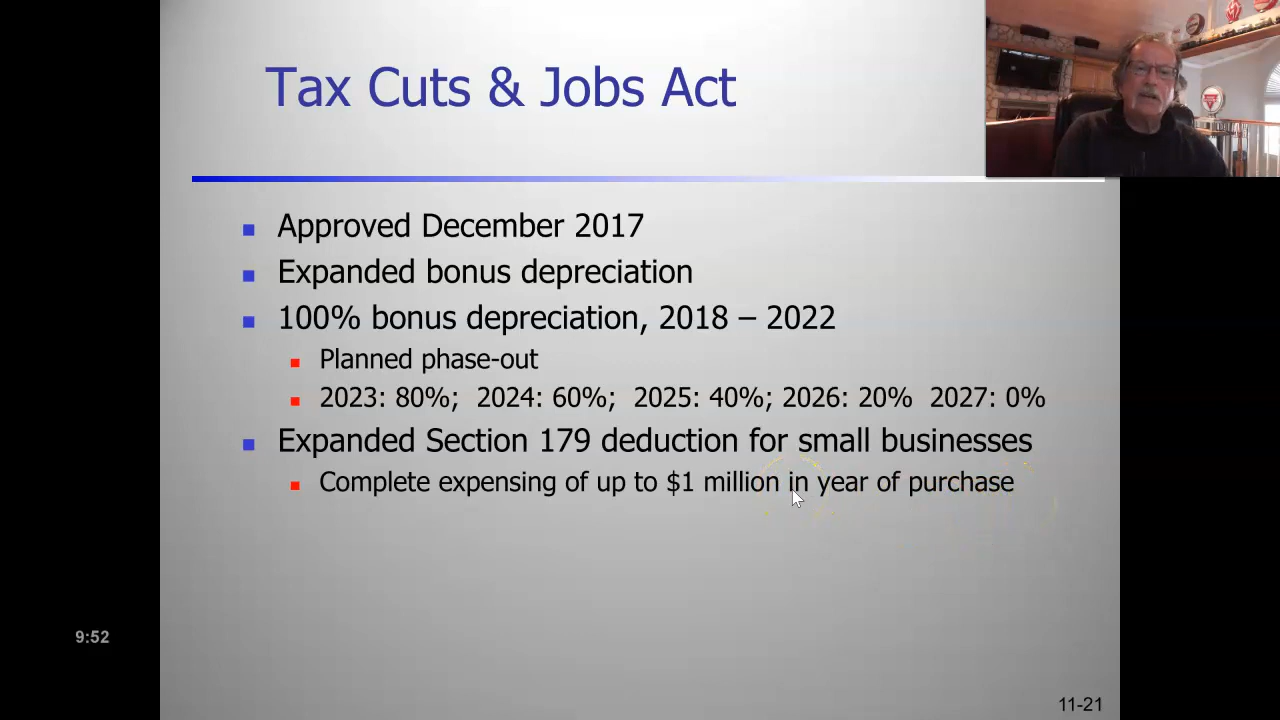 Tax Cuts & Jobs Act
Approved December 2017
Expanded bonus depreciation
100% bonus depreciation, 2018 – 2022
Planned phase-out
2023: 80%;  2024: 60%;  2025: 40%; 2026: 20%  2027: 0%
Expanded Section 179 deduction for small businesses
Complete expensing of up to $1 million in year of purchase
9:52
11-21